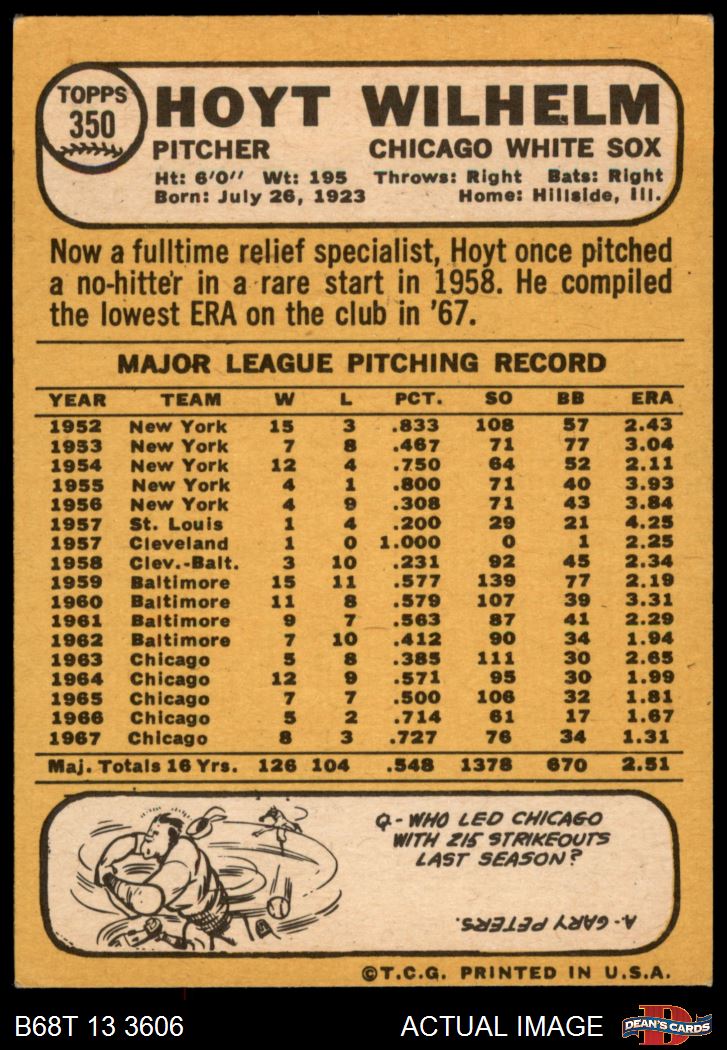 TOPPS
350
HOYT WILHELM
PITCHER CHICAGO WHITE SOX
Ht: 6'0" Wt: 195 Throws: Right Bats: Right
Born: July 26, 1923 Home: Hillside, Ill.
Now a fulltime relief specialist, Hoyt once pitched
a no-hitter in a rare start in 1958. He compiled
the lowest ERA on the club in '67.
MAJOR LEAGUE PITCHING RECORD
YEAR TEAM W L PCT. SO BB ERA
1952 New York 15 3 .833 108 57 2.43
1953 New York 7 8 .467 71 77 3.04
1954 New York 12 4 .750 64 52 2.11
1955 New York 4 1 .800 71 40 3.93
1956 New York 4 9 .308 71 43 3.84
1957 St. Louis 1 4 .200 29 21 4.25
1957 Cleveland 1 0 1.000 0 1 2.25
1958 Clev.-Balt. 3 10 .231 92 45 2.34
1959 Baltimore 15 11 .577 139 77 2.19
1960 Baltimore 11 8 .579 107 39 3.31
1961 Baltimore 9 7 .563 87 41 2.29
1962 Baltimore 7 10 .412 90 34 1.94
1963 Chicago 5 8 .385 111 30 2.65
1964 Chicago 12 9 .571 95 30 1.99
1965 Chicago 7 7 .500 106 32 1.81
1966 Chicago 5 2 .714 61 17 1.67
1967 Chicago 8 3 .727 76 34 1.31
Maj. Totals 16 Yrs. 126 104 .548 1378 670 2.51
Q-WHO LED CHICAGO
WITH 215 STRIKEOUTS
LAST SEASON?
A-GARY PETERS.
©T.C.G. PRINTED IN U.S.A.
B68T 13 3606 ACTUAL IMAGE
D
DEAN'S CARDS